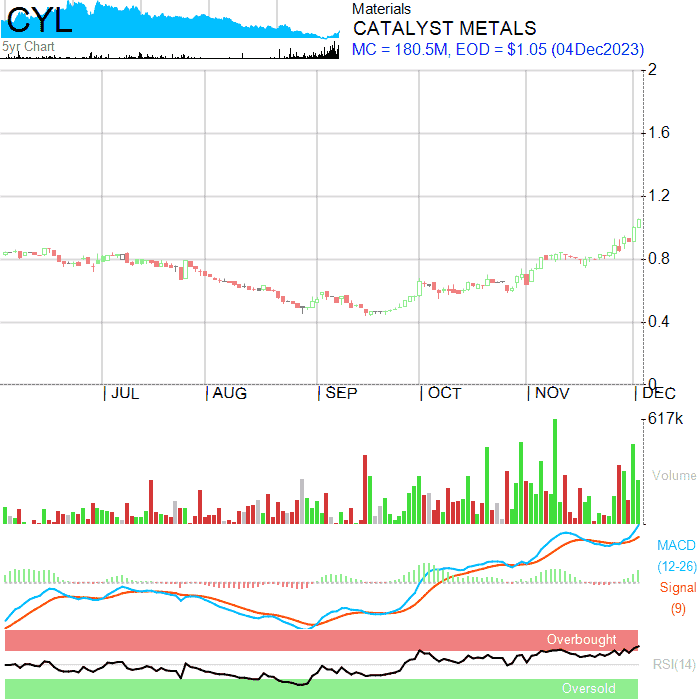 CYL
5yr Chart
Materials
CATALYST METALS
MC = 180.5M, EOD = $1.05 (04Dec2023)
2
1.6
1.2
0.8
0.4
0
JUL AUG SEP OCT NOV DEC
617k
Volume
MACD
(12-26)
Signal
(9)
Overbought
RSI(14)
Oversold